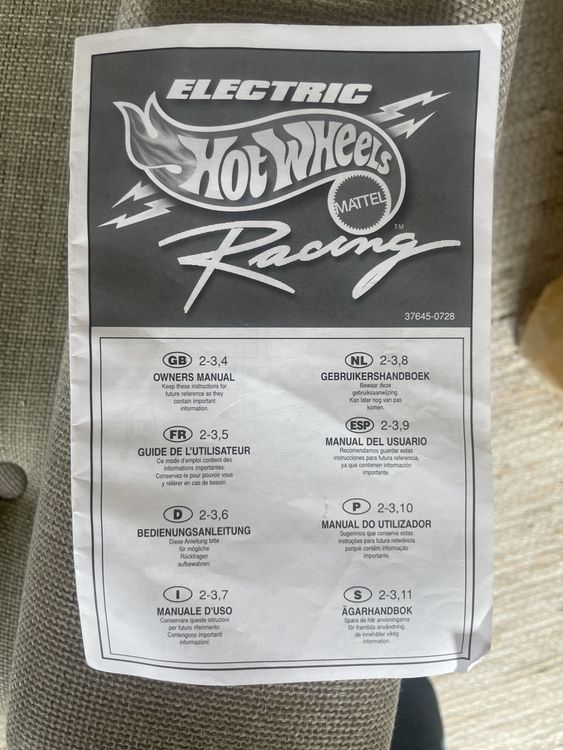 ELECTRIC
HOT WHEELS
MATTEL
Racing™
37645-0728
GB 2-3,4
OWNERS MANUAL
Keep these instructions for
future reference as they
contain important
information.
FR 2-3,5
GUIDE DE L'UTILISATEUR
Ce mode d'emploi contient des
informations importantes.
Conservez-le pour pouvoir vous
y référer en cas de besoin.
D 2-3,6
BEDIENUNGSANLEITUNG
Diese Anleitung bitte
für mögliche
Rückfragen
aufbewahren.
I 2-3,7
MANUALE D'USO
Conservare queste istruzioni
per futuro riferimento.
Contengono importanti
informazioni.
NL 2-3,8
GEBRUIKERSHANDBOEK
Bewaar deze
gebruiksaanwijzing.
Kan later nog van pas
komen.
ESP 2-3,9
MANUAL DEL USUARIO
Recomendamos guardar estas
instrucciones para futura referencia,
ya que contienen información
importante.
P 2-3,10
MANUAL DO UTILIZADOR
Sugerimos que conserve estas
instruções para futura referência
porque contém informação
importante.
S 2-3,11
ÄGARHANDBOK
Spara de här anvisningarna
för framtida användning,
de innehåller viktig
information.